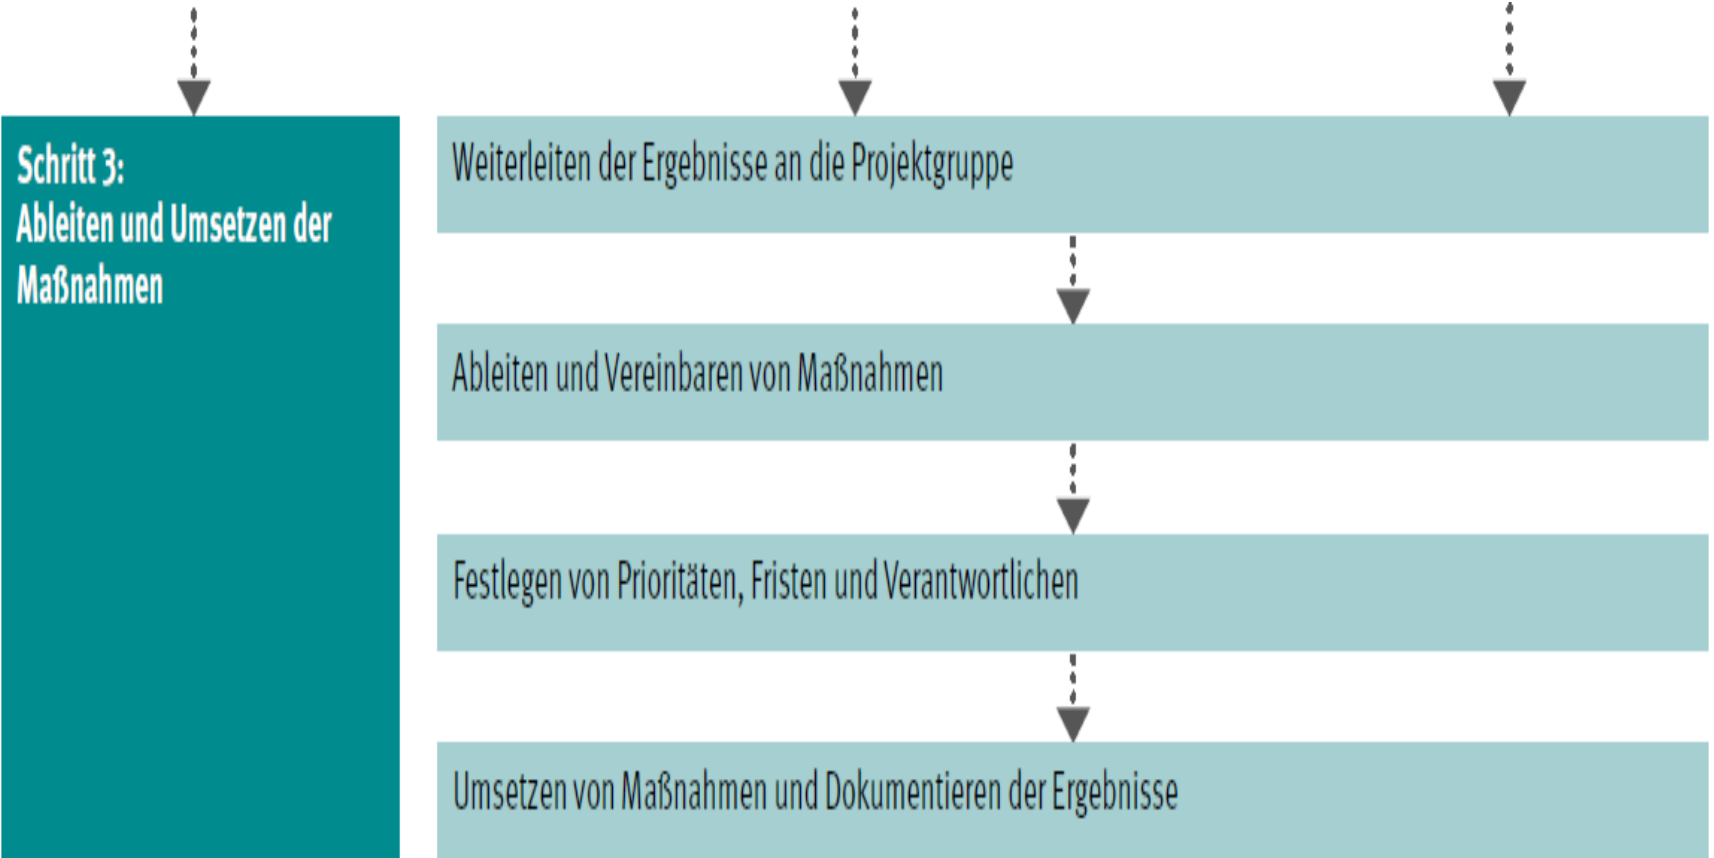 Schritt 3:
Ableiten und Umsetzen der
Maßnahmen
Weiterleiten der Ergebnisse an die Projektgruppe
Ableiten und Vereinbaren von Maßnahmen
Festlegen von Prioritäten, Fristen und Verantwortlichen
Umsetzen von Maßnahmen und Dokumentieren der Ergebnisse